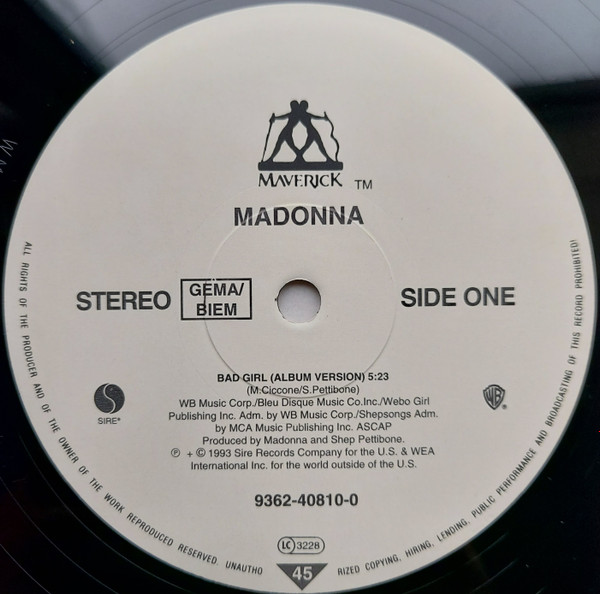 MAVERICK TM
MADONNA
STEREO
GEMA/
BIEM
SIDE ONE
BAD GIRL (ALBUM VERSION) 5:23
(M.Ciccone/S.Pettibone)
WB Music Corp./Bleu Disque Music Co.Inc./Webo Girl
Publishing Inc. Adm. by WB Music Corp./Shepsongs Adm.
by MCA Music Publishing Inc. ASCAP
Produced by Madonna and Shep Pettibone.
℗ + © 1993 Sire Records Company for the U.S. & WEA
International Inc. for the world outside of the U.S.
S
SIRE®
WB®
9362-40810-0
LC 3228
45
ALL RIGHTS OF THE PRODUCER AND OF THE OWNER OF THE WORK REPRODUCED RESERVED. UNAUTHO
RIZED COPYING, HIRING, LENDING, PUBLIC PERFORMANCE AND BROADCASTING OF THIS RECORD PROHIBITED!